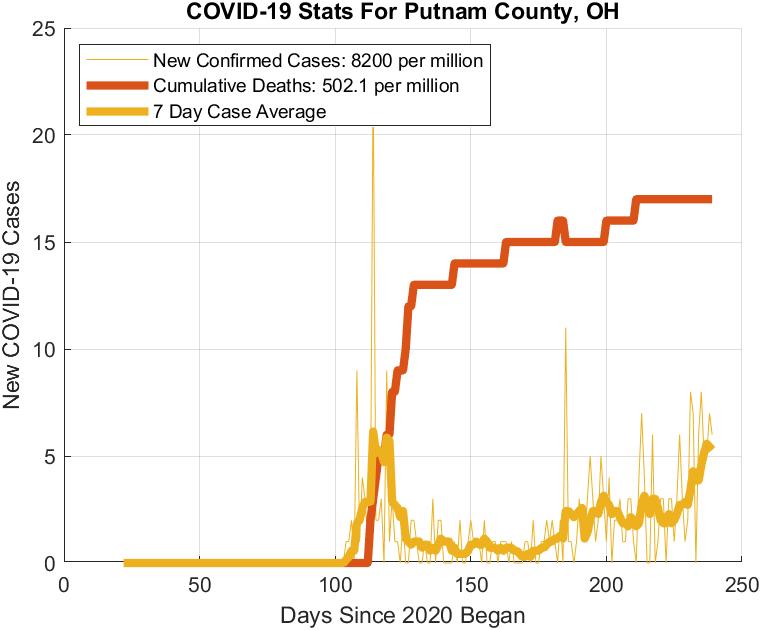 COVID-19 Stats For Putnam County, OH
New Confirmed Cases: 8200 per million
Cumulative Deaths: 502.1 per million
7 Day Case Average
New COVID-19 Cases
25
20
15
10
5
0
0 50 100 150 200 250
Days Since 2020 Began